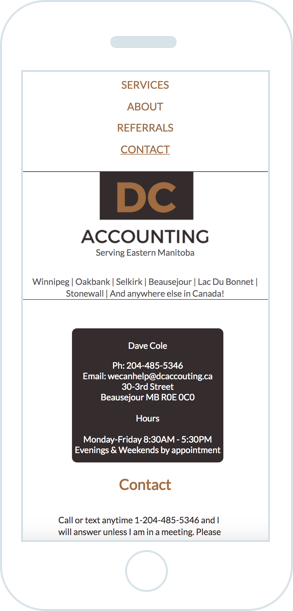 SERVICES
ABOUT
REFERRALS
CONTACT
DC
ACCOUNTING
Serving Eastern Manitoba
Winnipeg | Oakbank | Selkirk | Beausejour | Lac Du Bonnet |
Stonewall | And anywhere else in Canada!
Dave Cole
Ph: 204-485-5346
Email: wecanhelp@dcaccouting.ca
30-3rd Street
Beausejour MB R0E 0C0
Hours
Monday-Friday 8:30AM - 5:30PM
Evenings & Weekends by appointment
Contact
Call or text anytime 1-204-485-5346 and I
will answer unless I am in a meeting. Please